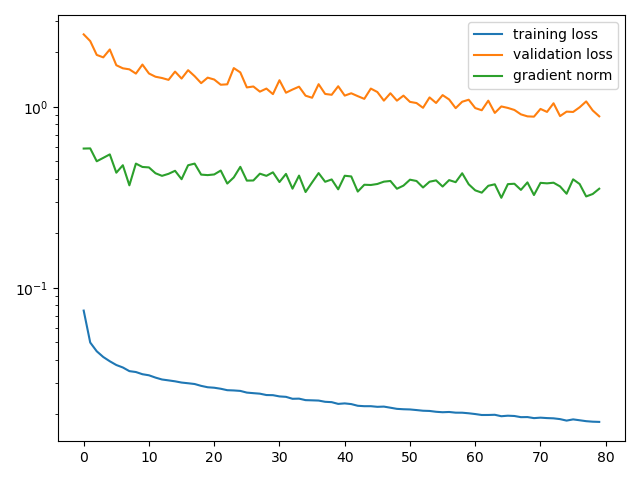 training loss
validation loss
gradient norm
10⁰
10⁻¹
0 10 20 30 40 50 60 70 80